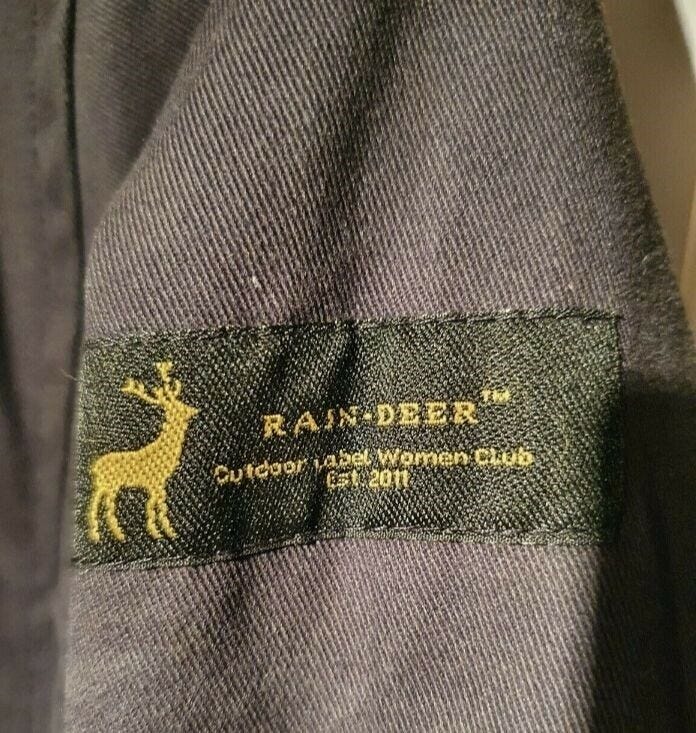 RAIN-DEER™
Outdoor Label Women Club
Est. 2011